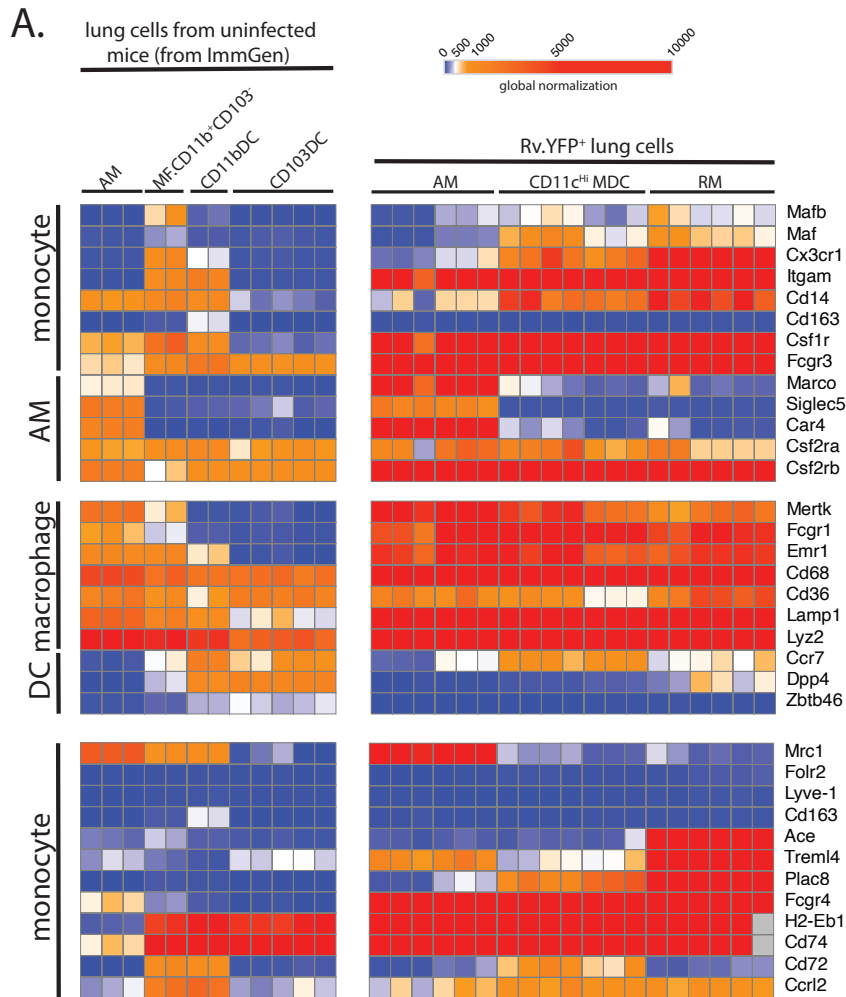 A.
lung cells from uninfected
mice (from ImmGen)
0 500 1000 5000 10000
global normalization
AM MF.CD11b⁺CD103⁻ CD11bDC CD103DC
Rv.YFP⁺ lung cells
AM CD11cᴴⁱ MDC RM
monocyte
Mafb
Maf
Cx3cr1
Itgam
Cd14
Cd163
Csf1r
Fcgr3
AM
Marco
Siglec5
Car4
Csf2ra
Csf2rb
macrophage
Mertk
Fcgr1
Emr1
Cd68
Cd36
Lamp1
Lyz2
DC
Ccr7
Dpp4
Zbtb46
monocyte
Mrc1
Folr2
Lyve-1
Cd163
Ace
Treml4
Plac8
Fcgr4
H2-Eb1
Cd74
Cd72
Ccrl2